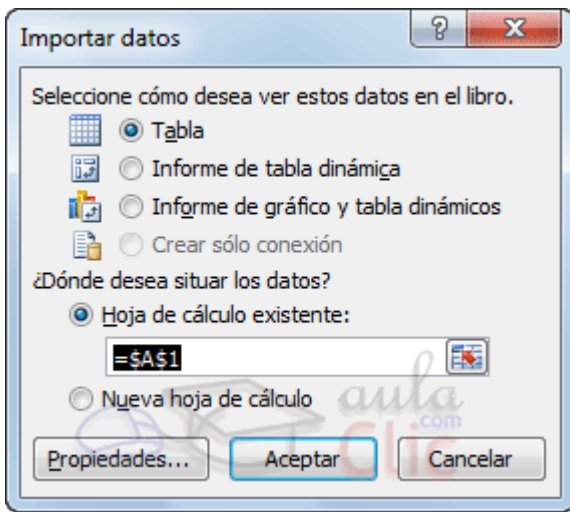 Importar datos
Seleccione cómo desea ver estos datos en el libro.
Tabla
Informe de tabla dinámica
Informe de gráfico y tabla dinámicos
Crear sólo conexión
¿Dónde desea situar los datos?
Hoja de cálculo existente:
=$A$1
Nueva hoja de cálculo
aula
.com
Clic
Propiedades... Aceptar Cancelar